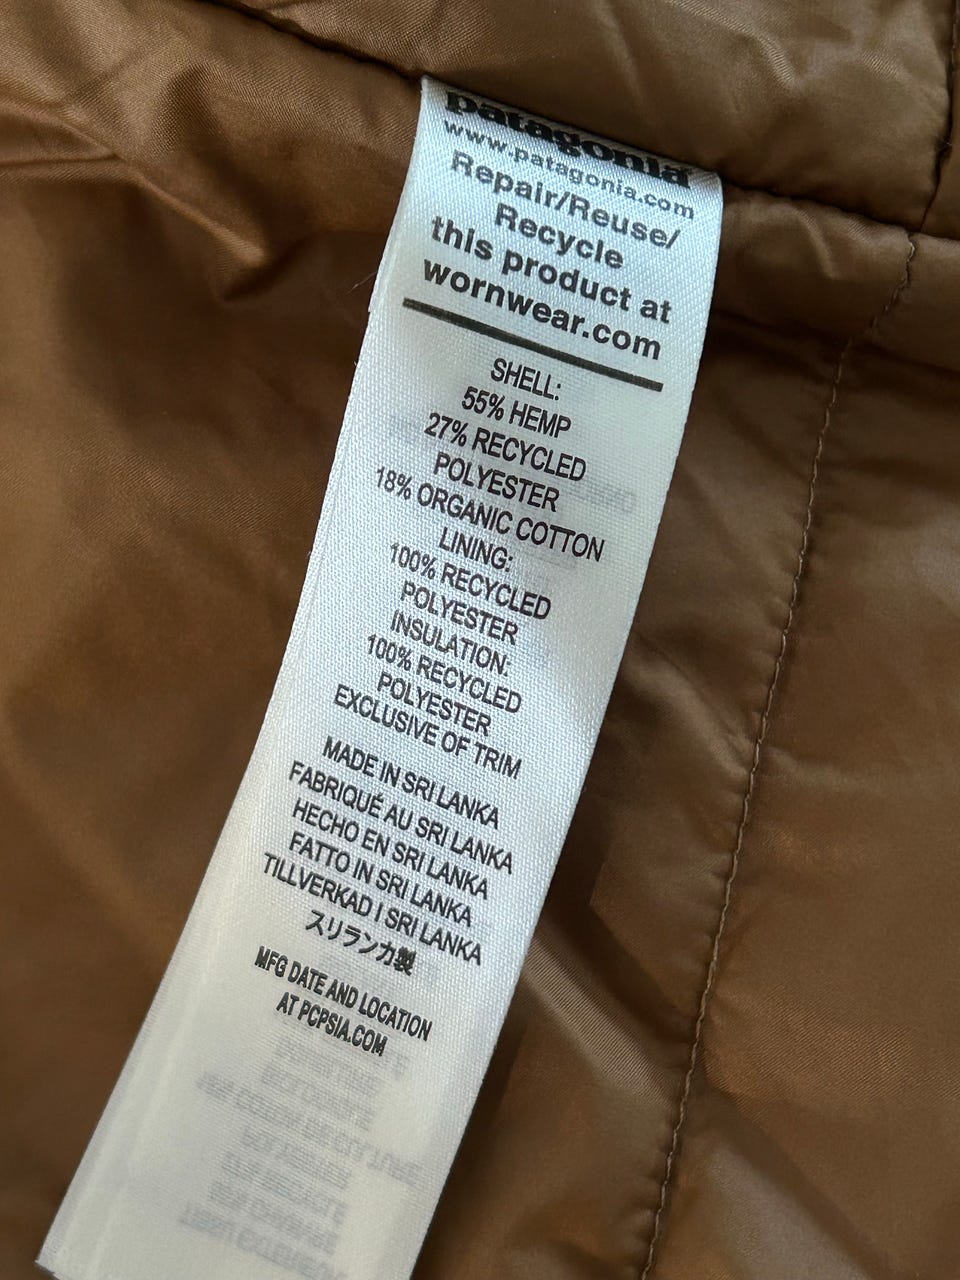 patagonia
www.patagonia.com
Repair/Reuse/
Recycle
this product at
wornwear.com
SHELL:
55% HEMP
27% RECYCLED
POLYESTER
18% ORGANIC COTTON
LINING:
100% RECYCLED
POLYESTER
INSULATION:
100% RECYCLED
POLYESTER
EXCLUSIVE OF TRIM
MADE IN SRI LANKA
FABRIQUÉ AU SRI LANKA
HECHO EN SRI LANKA
FATTO IN SRI LANKA
TILLVERKAD I SRI LANKA
スリランカ製
MFG DATE AND LOCATION
AT PCPSIA.COM